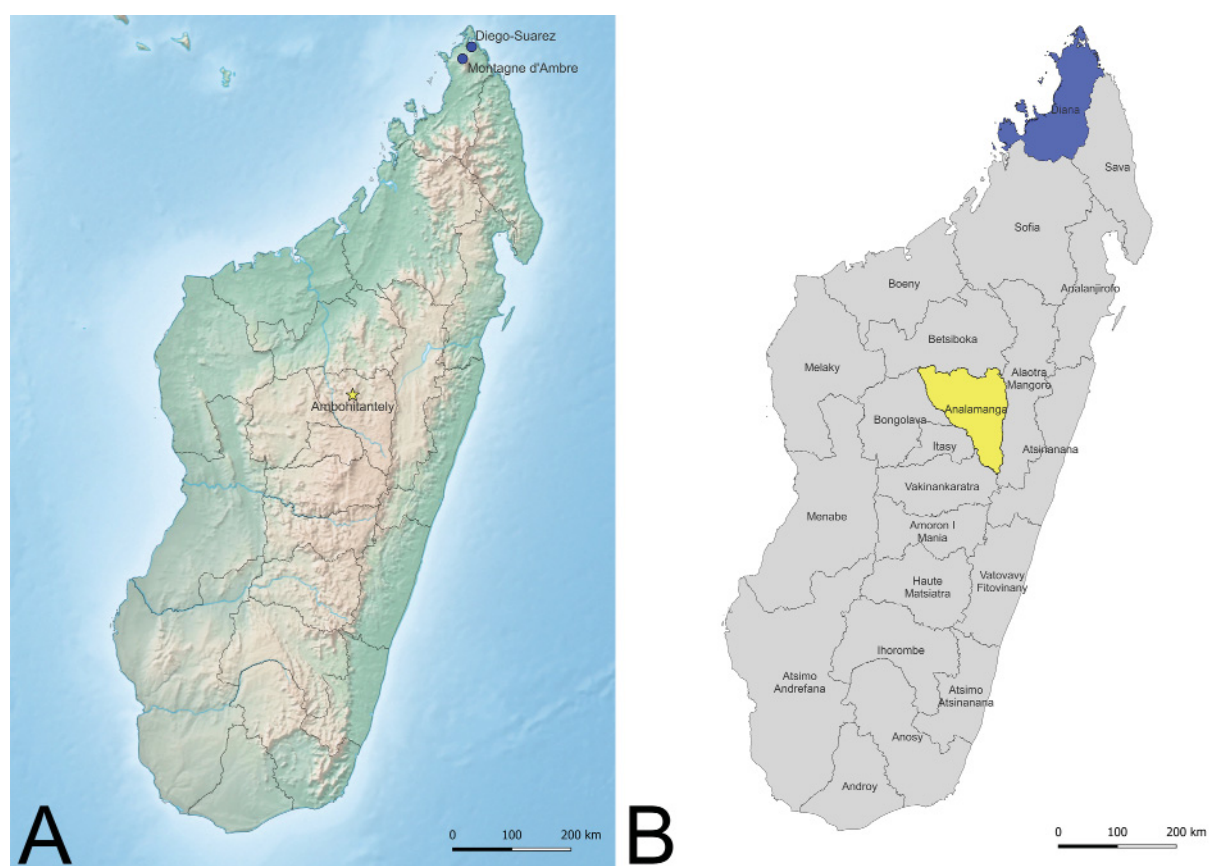 Diego-Suarez
Montagne d'Ambre
Ambohitantely
A
0 100 200 km
Diana
Sava
Sofia
Boeny
Analanjirofo
Betsiboka
Melaky
Alaotra
Mangoro
Analamanga
Bongolava
Itasy
Atsinanana
Vakinankaratra
Menabe
Amoron I
Mania
Haute
Matsiatra
Vatovavy
Fitovinany
Ihorombe
Atsimo
Andrefana
Atsimo
Atsinanana
Anosy
Androy
B
0 100 200 km